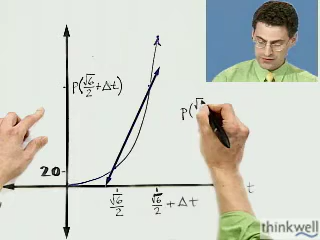 p(√6/2 + Δt)
p(√
20
√6/2
√6/2 + Δt
t
thinkwell